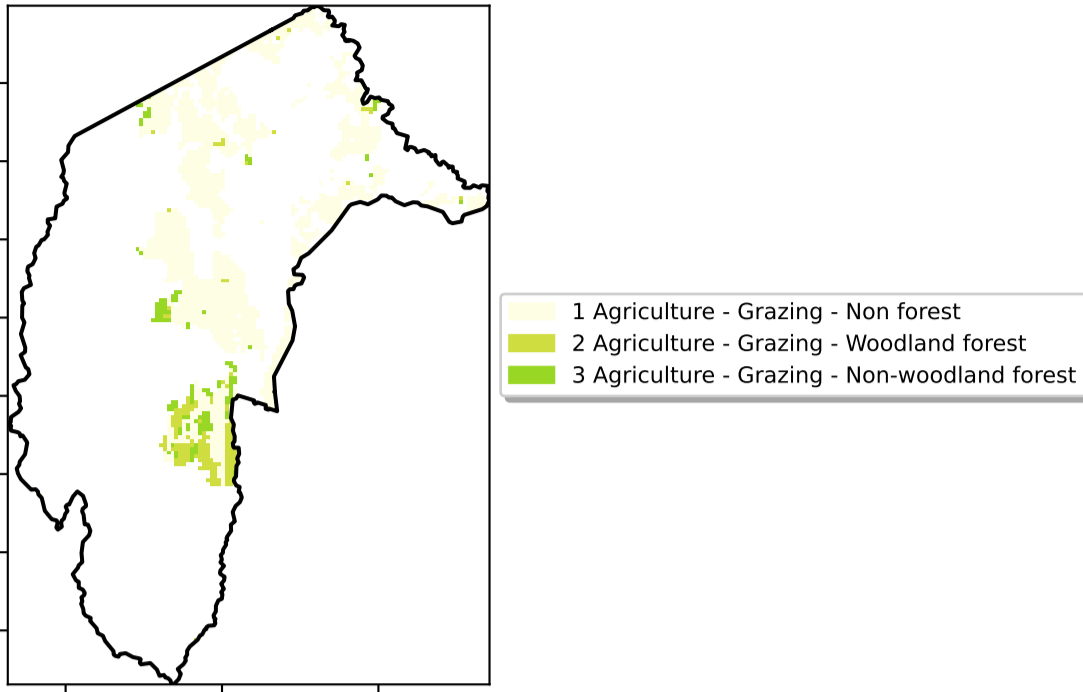 1 Agriculture - Grazing - Non forest
2 Agriculture - Grazing - Woodland forest
3 Agriculture - Grazing - Non-woodland forest